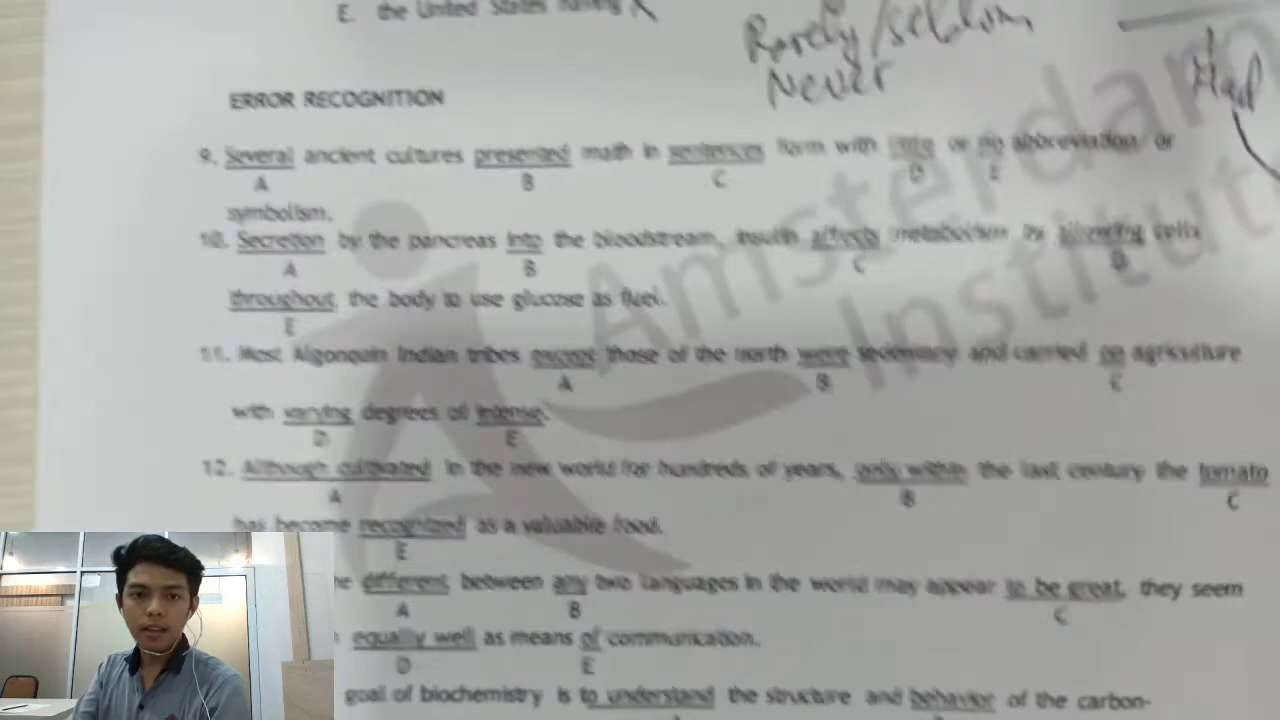 E. the United States having
Rarely/seldom,
Never
Had
ERROR RECOGNITION
9. Several ancient cultures presented math in sentences form with little or no abbreviation or
A B C D E
symbolism.
10. Secretion by the pancreas into the bloodstream, insulin affects metabolism by allowing cells
A B C D
throughout the body to use glucose as fuel.
E
11. Most Algonquin Indian tribes except those of the north were sedentary and carried on agriculture
A B C
with varying degrees of intense.
D E
12. Although cultivated in the new world for hundreds of years, only within the last century the tomato
A B C
has become recognized as a valuable food.
E
different between any two languages in the world may appear to be great, they seem
A B C
equally well as means of communication.
D E
goal of biochemistry is to understand the structure and behavior of the carbon-
Amsterdam
Institut